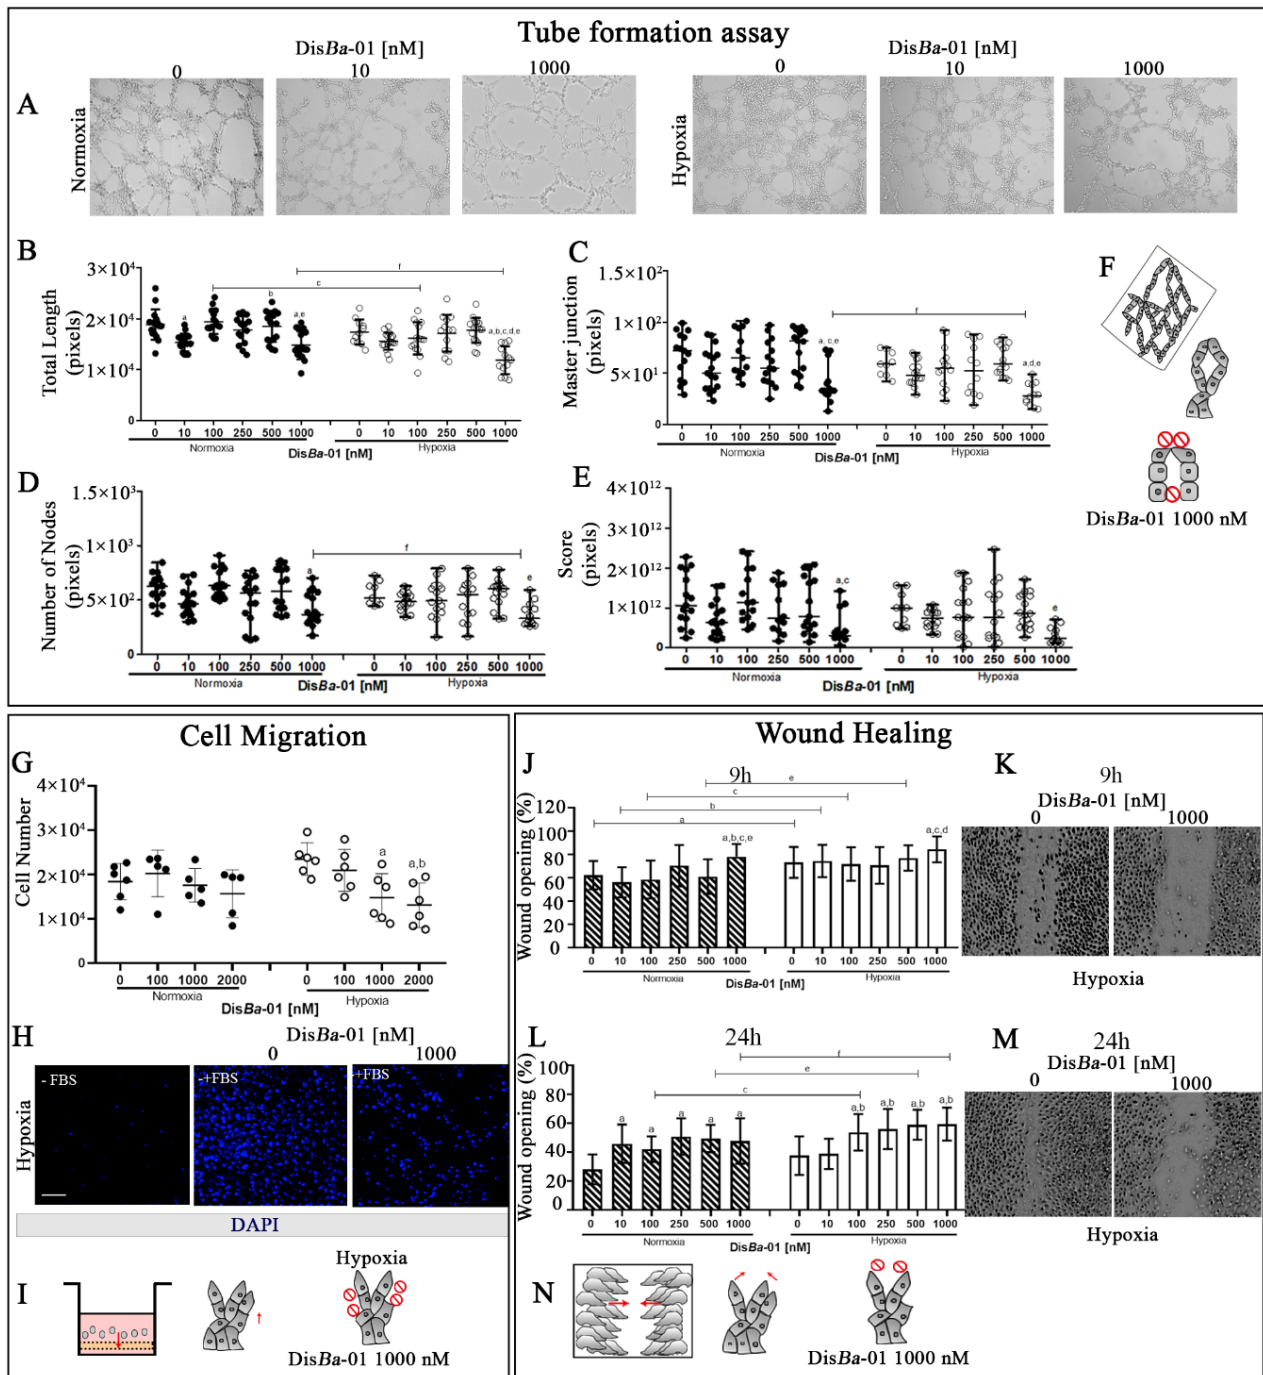 Tube formation assay
DisBa-01 [nM]
DisBa-01 [nM]
0
10
1000
0
10
1000
A
Normoxia
Hypoxia
B
3×10⁴
2×10⁴
1×10⁴
0
Total Length
(pixels)
a
b
c
a,e
f
a,b,c,d,e
0 10 100 250 500 1000
0 10 100 250 500 1000
Normoxia
Hypoxia
DisBa-01 [nM]
C
1.5×10²
1×10²
5×10¹
0
Master junction
(pixels)
f
a,c,e
a,d,e
0 10 100 250 500 1000
0 10 100 250 500 1000
Normoxia
Hypoxia
DisBa-01 [nM]
F
DisBa-01 1000 nM
D
1.5×10³
1×10³
5×10²
0
Number of Nodes
(pixels)
a
f
e
0 10 100 250 500 1000
0 10 100 250 500 1000
Normoxia
Hypoxia
DisBa-01 [nM]
E
4×10¹²
3×10¹²
2×10¹²
1×10¹²
0
Score
(pixels)
a,c
e
0 10 100 250 500 1000
0 10 100 250 500 1000
Normoxia
Hypoxia
DisBa-01 [nM]
Cell Migration
G
4×10⁴
3×10⁴
2×10⁴
1×10⁴
0
Cell Number
a
a,b
0 100 1000 2000
0 100 1000 2000
Normoxia
Hypoxia
DisBa-01 [nM]
H
DisBa-01 [nM]
0
1000
Hypoxia
- FBS
-+FBS
+FBS
DAPI
I
Hypoxia
DisBa-01 1000 nM
Wound Healing
J
9h
120
100
80
60
40
20
0
Wound opening (%)
e
c
b
a
a,b,c,e
a,c,d
0 10 100 250 500 1000
0 10 100 250 500 1000
Normoxia
Hypoxia
DisBa-01 [nM]
K
9h
DisBa-01 [nM]
0
1000
Hypoxia
L
24h
100
80
60
40
20
0
Wound opening (%)
f
e
c
a
a
a
a
a
a,b
a,b
a,b
a,b
0 10 100 250 500 1000
0 10 100 250 500 1000
Normoxia
Hypoxia
DisBa-01 [nM]
M
24h
DisBa-01 [nM]
0
1000
Hypoxia
N
DisBa-01 1000 nM